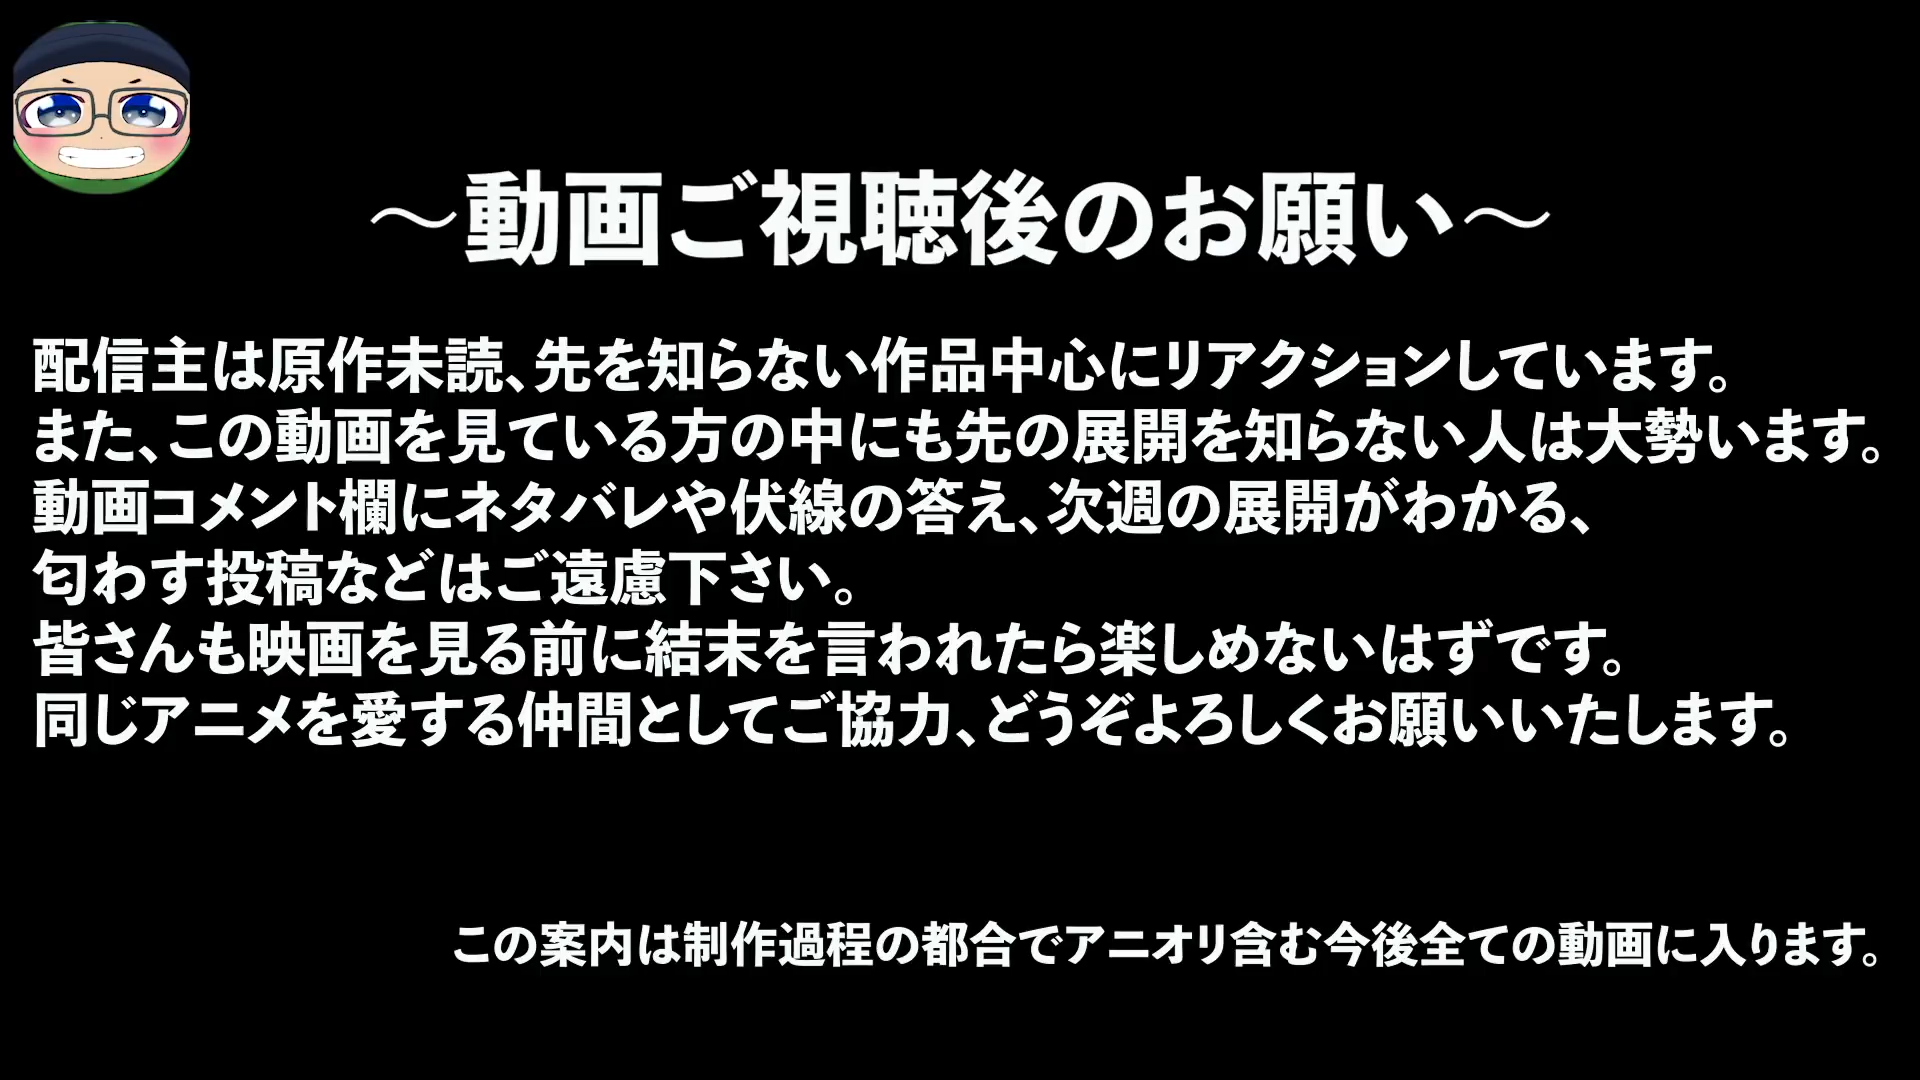 ～動画ご視聴後のお願い～
配信主は原作未読、先を知らない作品中心にリアクションしています。
また、この動画を見ている方の中にも先の展開を知らない人は大勢います。
動画コメント欄にネタバレや伏線の答え、次週の展開がわかる、
匂わす投稿などはご遠慮下さい。
皆さんも映画を見る前に結末を言われたら楽しめないはずです。
同じアニメを愛する仲間としてご協力、どうぞよろしくお願いいたします。
この案内は制作過程の都合でアニオリ含む今後全ての動画に入ります。